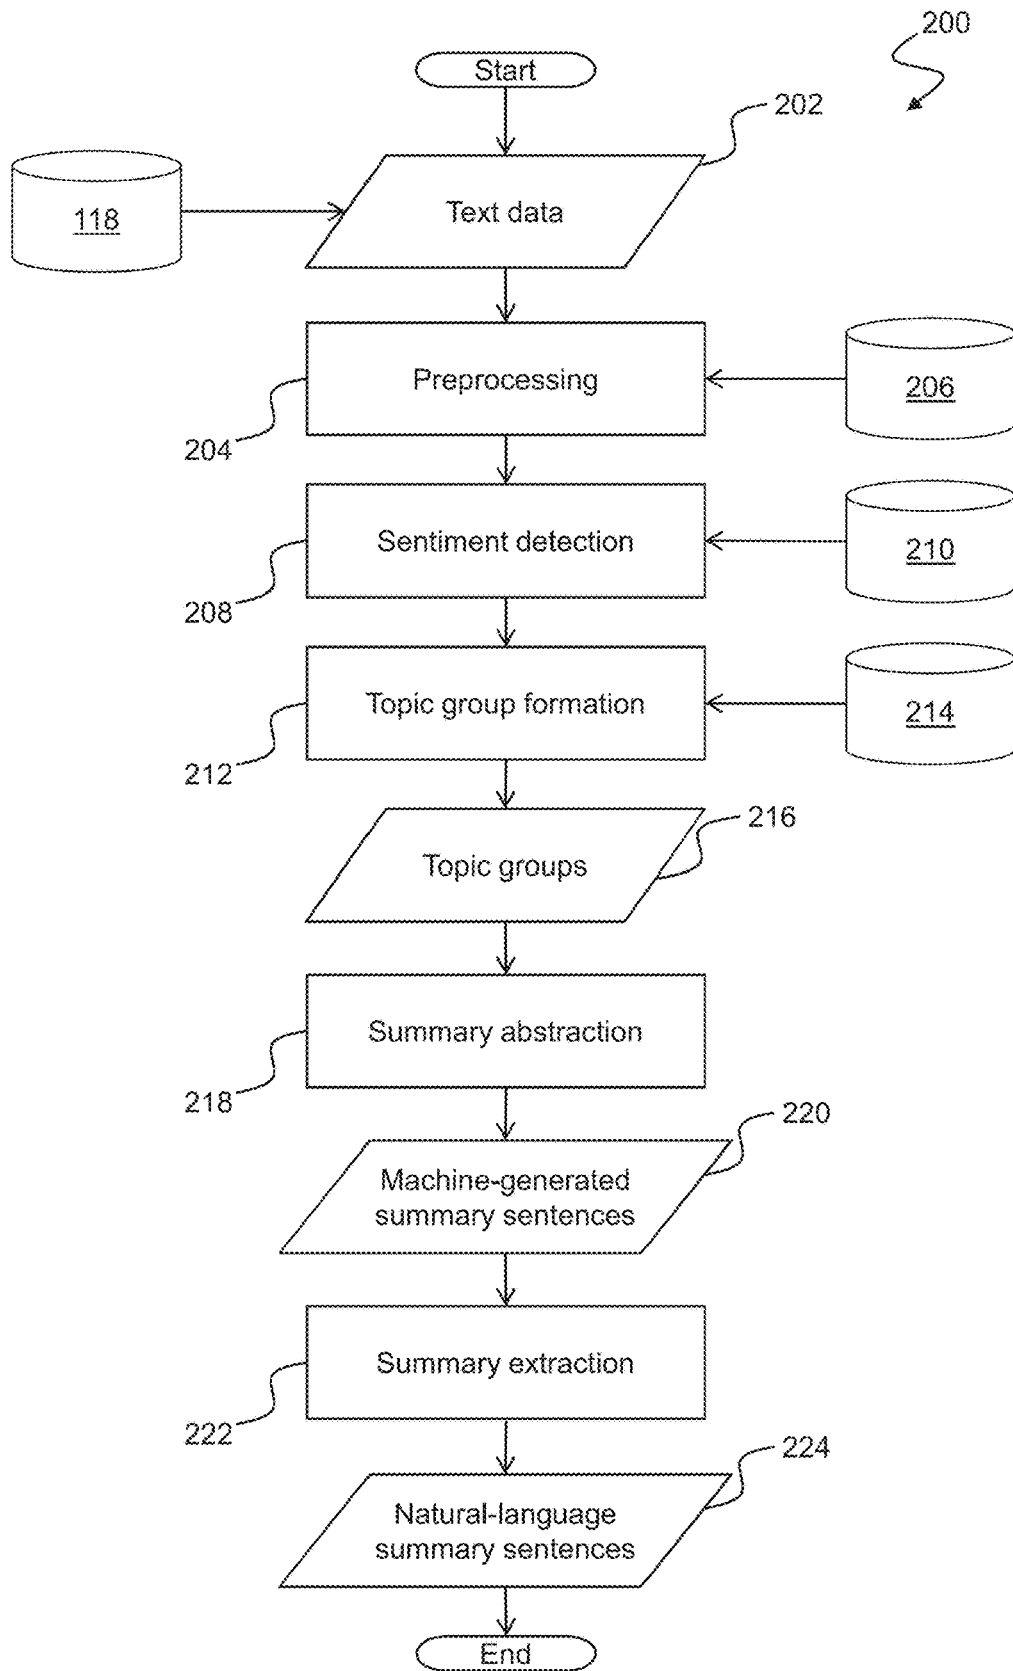 200
Start
202
118
Text data
Preprocessing
206
204
Sentiment detection
210
208
Topic group formation
214
212
216
Topic groups
Summary abstraction
218
220
Machine-generated
summary sentences
Summary extraction
222
224
Natural-language
summary sentences
End